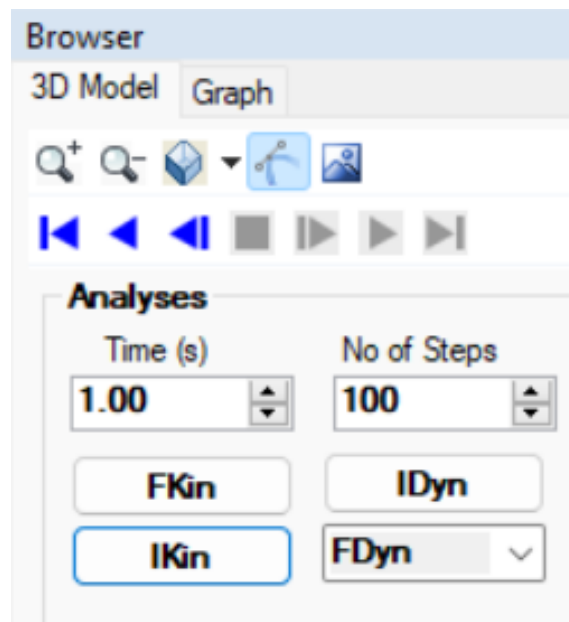 Browser
3D Model Graph
Analyses
Time (s) No of Steps
1.00 100
FKin IDyn
IKin FDyn